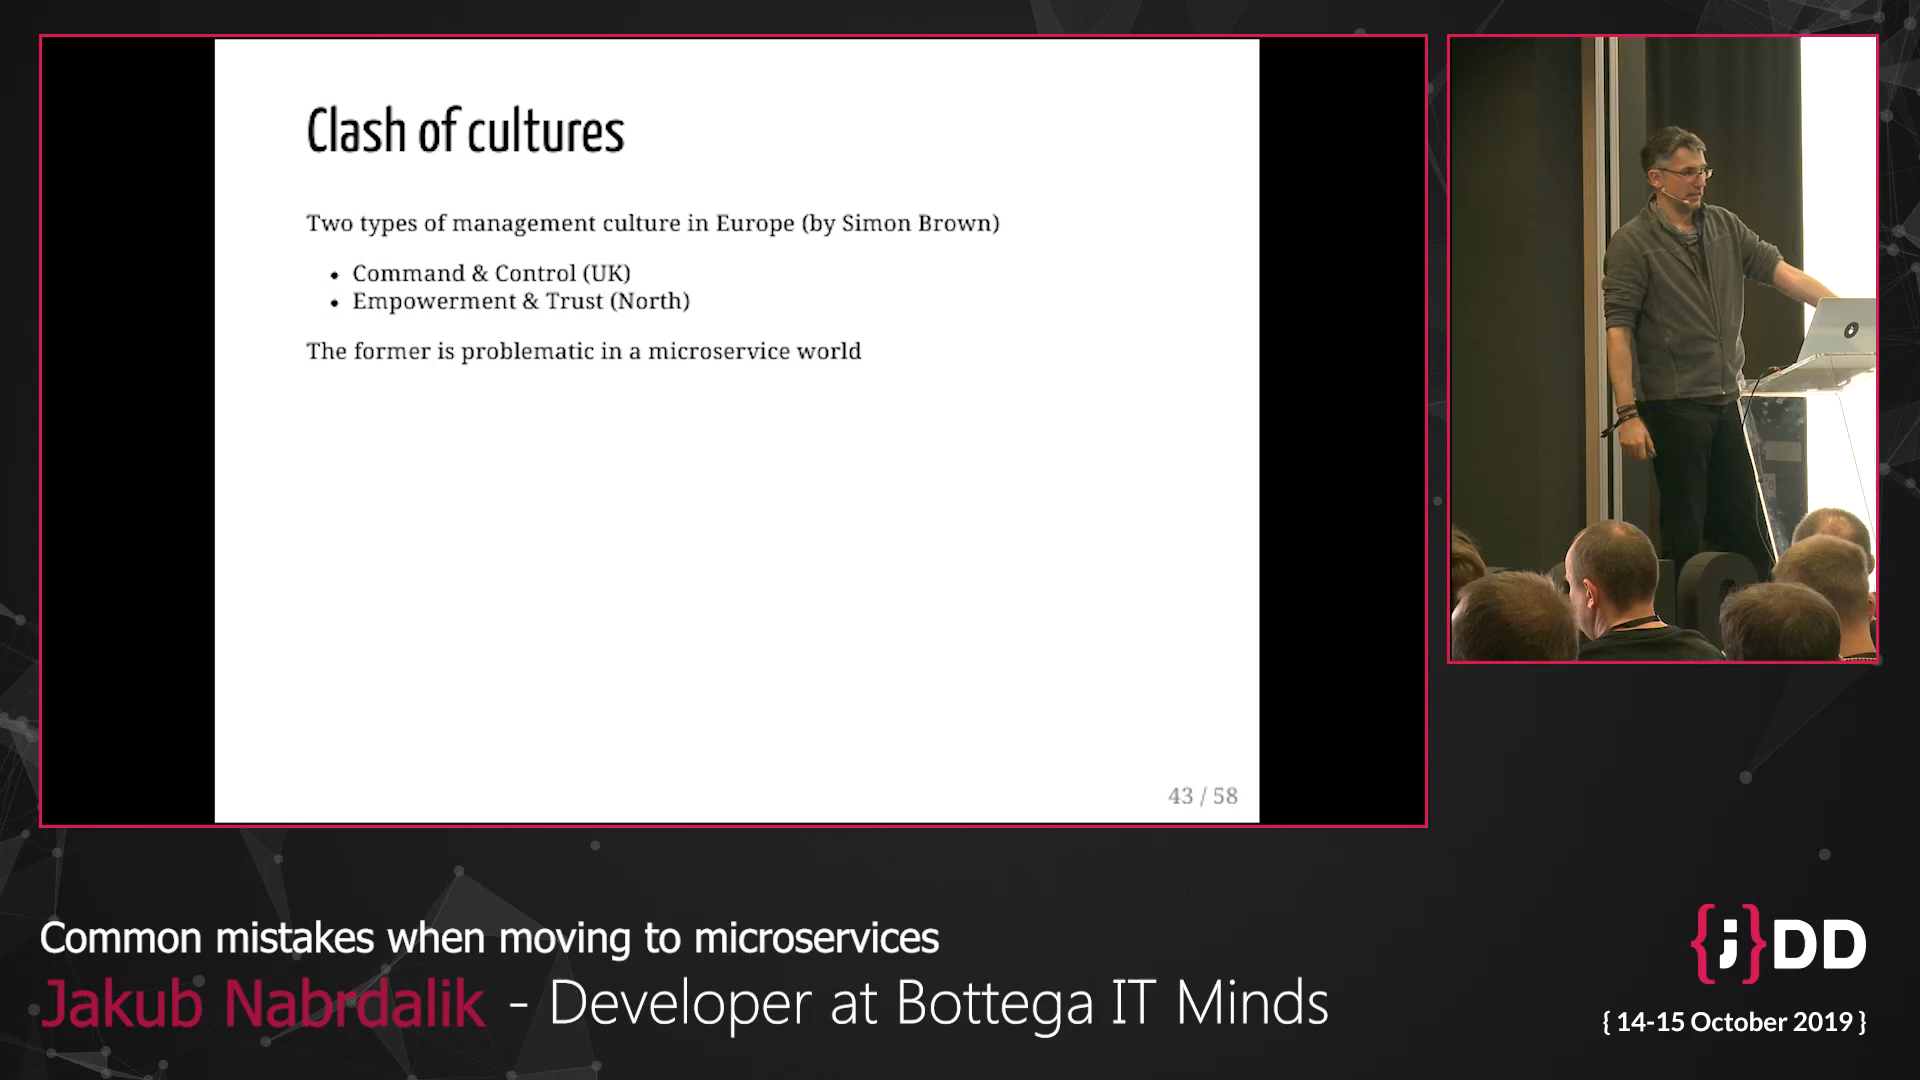 Clash of cultures
Two types of management culture in Europe (by Simon Brown)
• Command & Control (UK)
• Empowerment & Trust (North)
The former is problematic in a microservice world
43 / 58
Common mistakes when moving to microservices
Jakub Nabrdalik - Developer at Bottega IT Minds
{;}DD
{ 14-15 October 2019 }